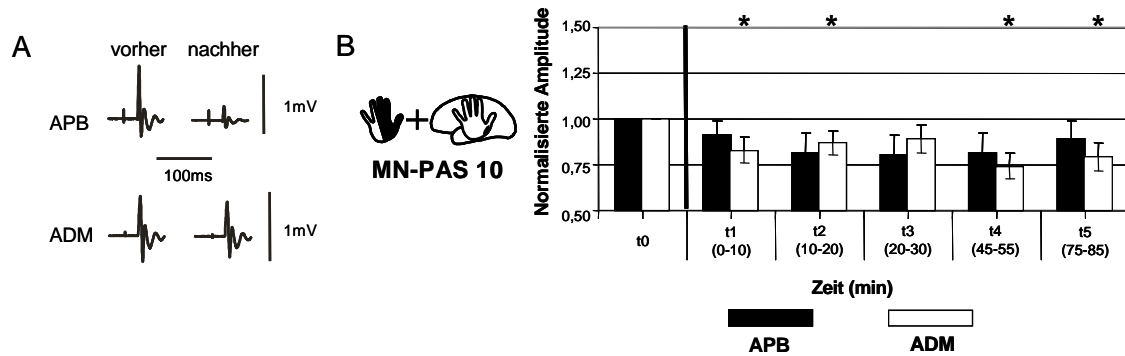 A
vorher nachher
APB
1mV
100ms
ADM
1mV
B
MN-PAS 10
Normalisierte Amplitude
1,50
1,25
1,00
0,75
0,50
* * * *
t0 t1 t2 t3 t4 t5
(0-10) (10-20) (20-30) (45-55) (75-85)
Zeit (min)
APB ADM